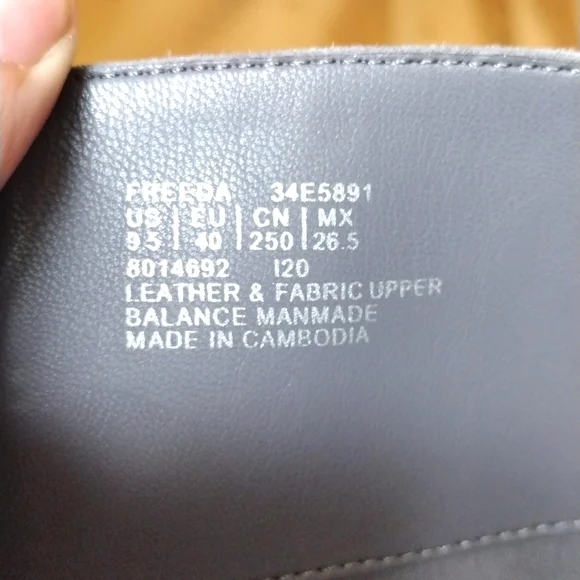 FREEDA 34E5891
US | EU | CN | MX
9.5 | 40 | 250 | 26.5
8014692 I20
LEATHER & FABRIC UPPER
BALANCE MANMADE
MADE IN CAMBODIA